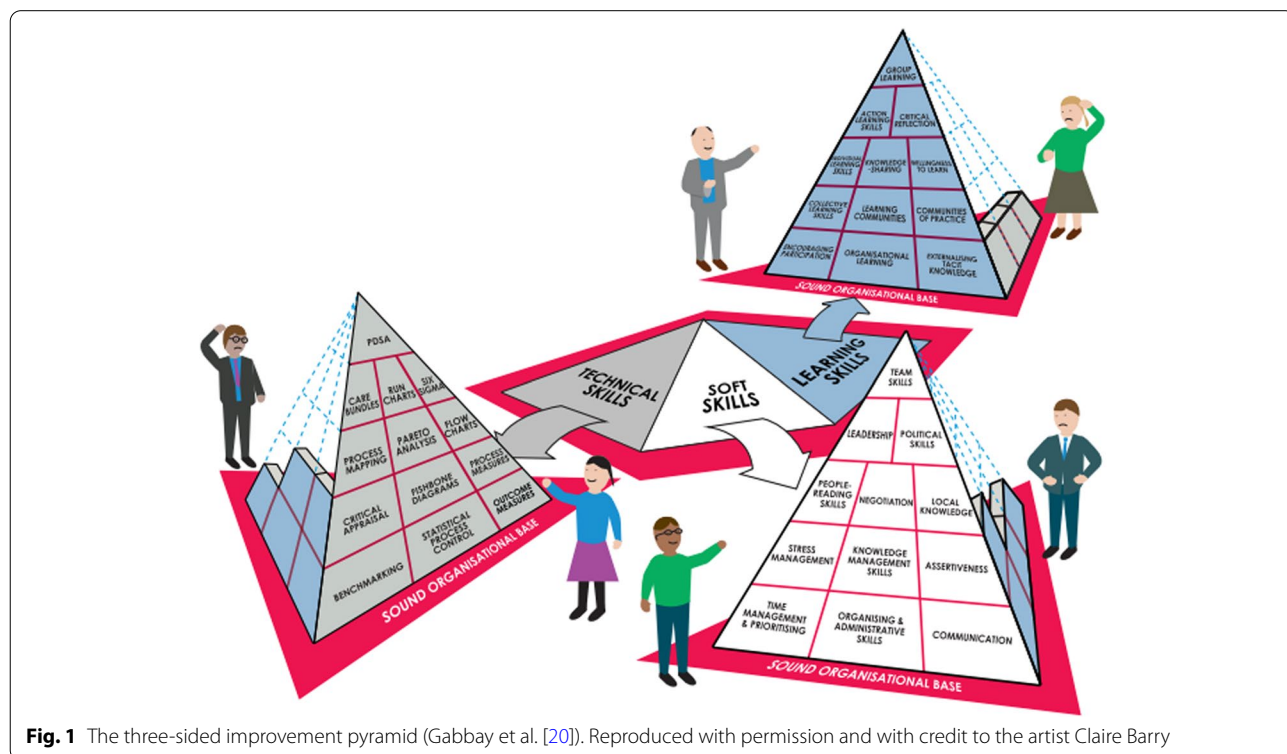 GROUP
LEARNING
ACTION
LEARNING
SKILLS
CRITICAL
REFLECTION
INDIVIDUAL
LEARNING
SKILLS
KNOWLEDGE
-SHARING
WILLINGNESS
TO LEARN
COLLECTIVE
LEARNING
SKILLS
LEARNING
COMMUNITIES
COMMUNITIES
OF PRACTICE
ENCOURAGING
PARTICIPATION
ORGANISATIONAL
LEARNING
EXTERNALISING
TACIT
KNOWLEDGE
SOUND ORGANISATIONAL BASE
TECHNICAL
SKILLS
SOFT
SKILLS
LEARNING
SKILLS
PDSA
CARE
BUNDLES
RUN
CHARTS
SIX
SIGMA
PROCESS
MAPPING
PARETO
ANALYSIS
FLOW
CHARTS
CRITICAL
APPRAISAL
FISHBONE
DIAGRAMS
PROCESS
MEASURES
BENCHMARKING
STATISTICAL
PROCESS
CONTROL
OUTCOME
MEASURES
SOUND ORGANISATIONAL BASE
TEAM
SKILLS
LEADERSHIP
POLITICAL
SKILLS
PEOPLE-
READING
SKILLS
NEGOTIATION
LOCAL
KNOWLEDGE
STRESS
MANAGEMENT
KNOWLEDGE
MANAGEMENT
SKILLS
ASSERTIVENESS
TIME
MANAGEMENT
& PRIORITISING
ORGANISING &
ADMINISTRATIVE
SKILLS
COMMUNICATION
SOUND ORGANISATIONAL BASE
Fig. 1 The three-sided improvement pyramid (Gabbay et al. [20]). Reproduced with permission and with credit to the artist Claire Barry